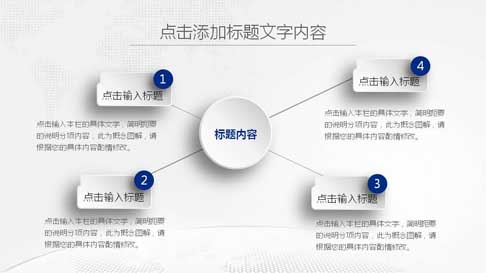 点击添加标题文字内容
1
点击输入标题
点击输入本栏的具体文字，简明扼要
的说明分项内容，此为概念图解，请
根据您的具体内容酌情修改。
2
点击输入标题
点击输入本栏的具体文字，简明扼要
的说明分项内容，此为概念图解，请
根据您的具体内容酌情修改。
标题内容
4
点击输入标题
点击输入本栏的具体文字，简明扼要
的说明分项内容，此为概念图解，请
根据您的具体内容酌情修改。
3
点击输入标题
点击输入本栏的具体文字，简明扼要
的说明分项内容，此为概念图解，请
根据您的具体内容酌情修改。